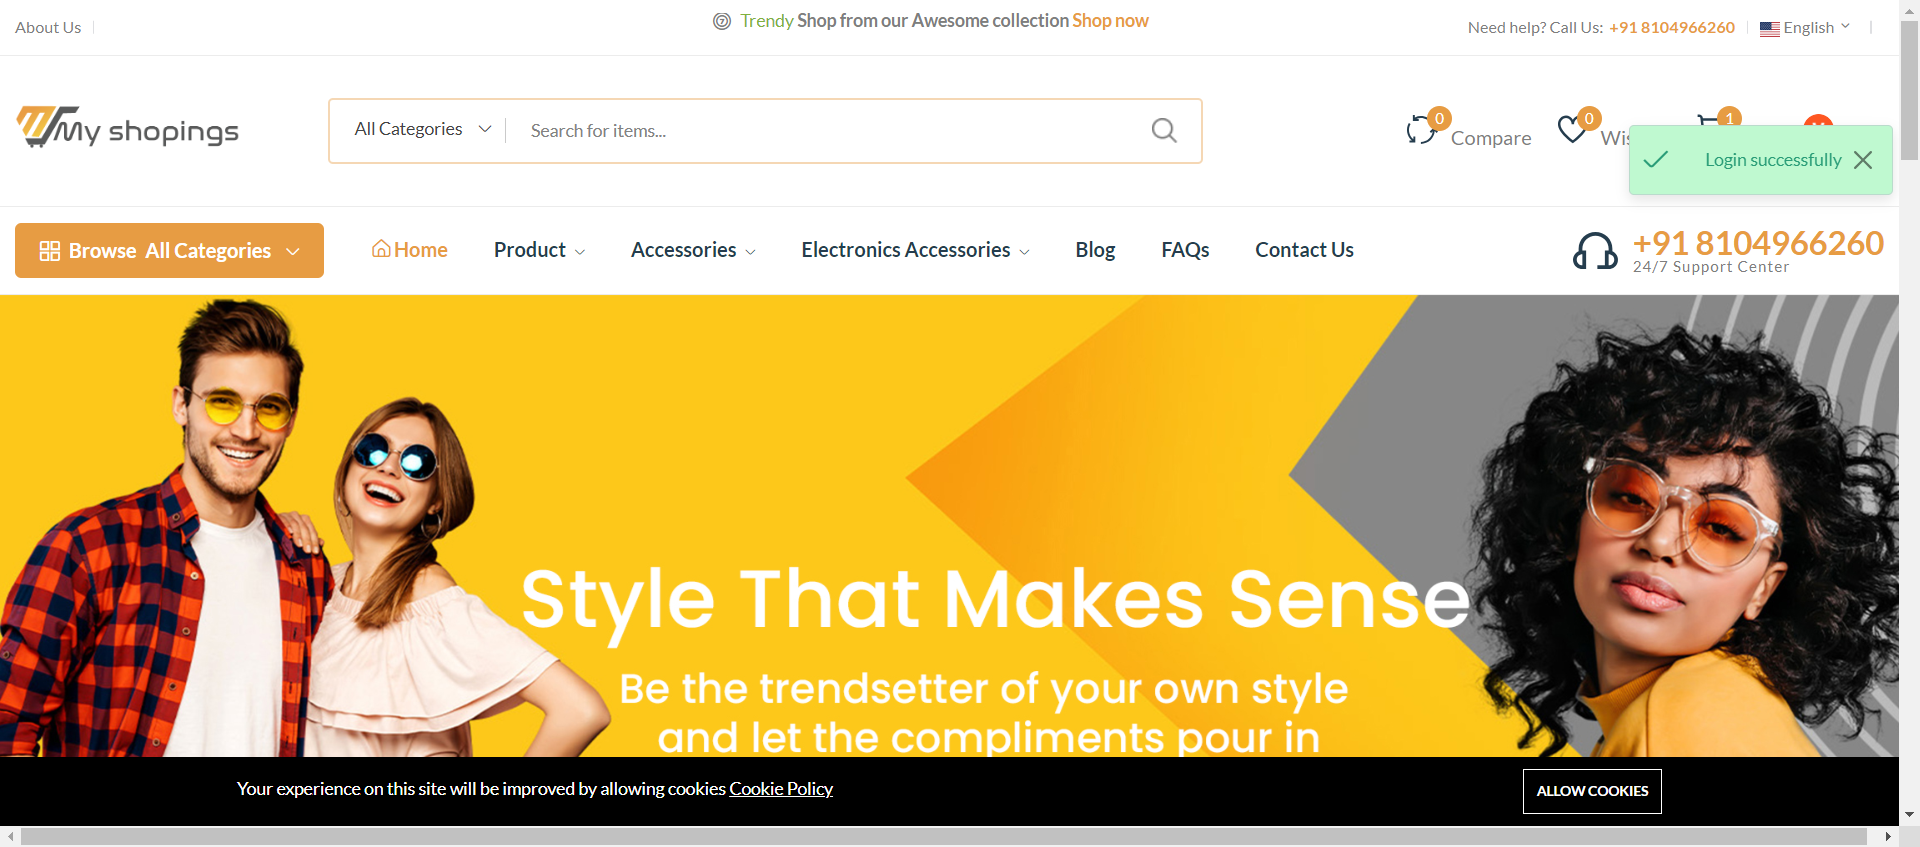 About Us
Trendy Shop from our Awesome collection Shop now
Need help? Call Us: +91 8104966260
English
My shopings
All Categories
Search for items...
0
Compare
0
1
Login successfully
Browse All Categories
Home
Product
Accessories
Electronics Accessories
Blog
FAQs
Contact Us
+91 8104966260
24/7 Support Center
Style That Makes Sense
Be the trendsetter of your own style
and let the compliments pour in
Your experience on this site will be improved by allowing cookies Cookie Policy
ALLOW COOKIES